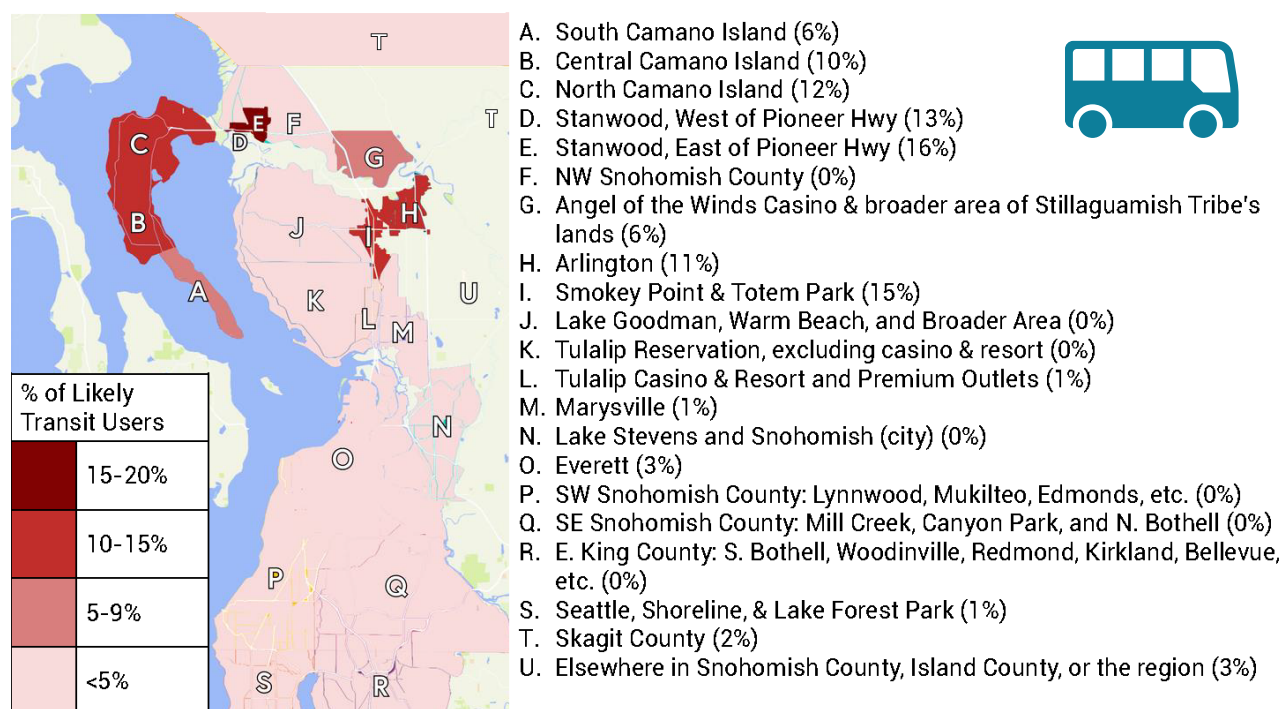 T
T
C
E
D
F
G
H
B
J
I
A
K
L
M
U
N
O
P
Q
S
R
% of Likely
Transit Users
15-20%
10-15%
5-9%
<5%
A. South Camano Island (6%)
B. Central Camano Island (10%)
C. North Camano Island (12%)
D. Stanwood, West of Pioneer Hwy (13%)
E. Stanwood, East of Pioneer Hwy (16%)
F. NW Snohomish County (0%)
G. Angel of the Winds Casino & broader area of Stillaguamish Tribe's
lands (6%)
H. Arlington (11%)
I. Smokey Point & Totem Park (15%)
J. Lake Goodman, Warm Beach, and Broader Area (0%)
K. Tulalip Reservation, excluding casino & resort (0%)
L. Tulalip Casino & Resort and Premium Outlets (1%)
M. Marysville (1%)
N. Lake Stevens and Snohomish (city) (0%)
O. Everett (3%)
P. SW Snohomish County: Lynnwood, Mukilteo, Edmonds, etc. (0%)
Q. SE Snohomish County: Mill Creek, Canyon Park, and N. Bothell (0%)
R. E. King County: S. Bothell, Woodinville, Redmond, Kirkland, Bellevue,
etc. (0%)
S. Seattle, Shoreline, & Lake Forest Park (1%)
T. Skagit County (2%)
U. Elsewhere in Snohomish County, Island County, or the region (3%)